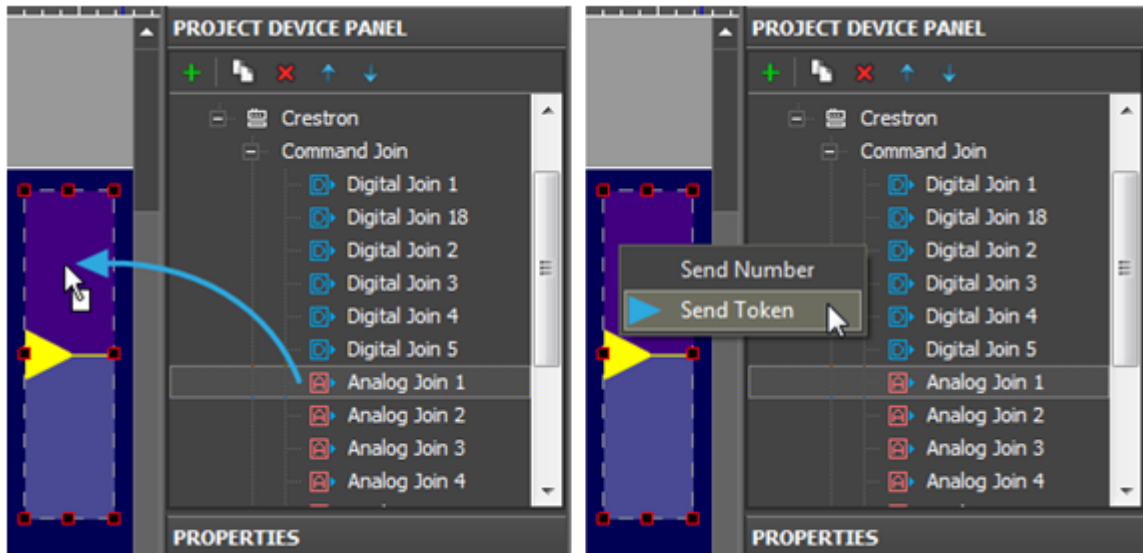 PROJECT DEVICE PANEL
Crestron
Command Join
Digital Join 1
Digital Join 18
Digital Join 2
Digital Join 3
Digital Join 4
Digital Join 5
Analog Join 1
Analog Join 2
Analog Join 3
Analog Join 4
PROPERTIES
PROJECT DEVICE PANEL
Crestron
Command Join
Digital Join 1
Digital Join 18
Digital Join 2
Digital Join 3
Digital Join 4
Digital Join 5
Analog Join 1
Analog Join 2
Analog Join 3
Analog Join 4
Send Number
Send Token
PROPERTIES